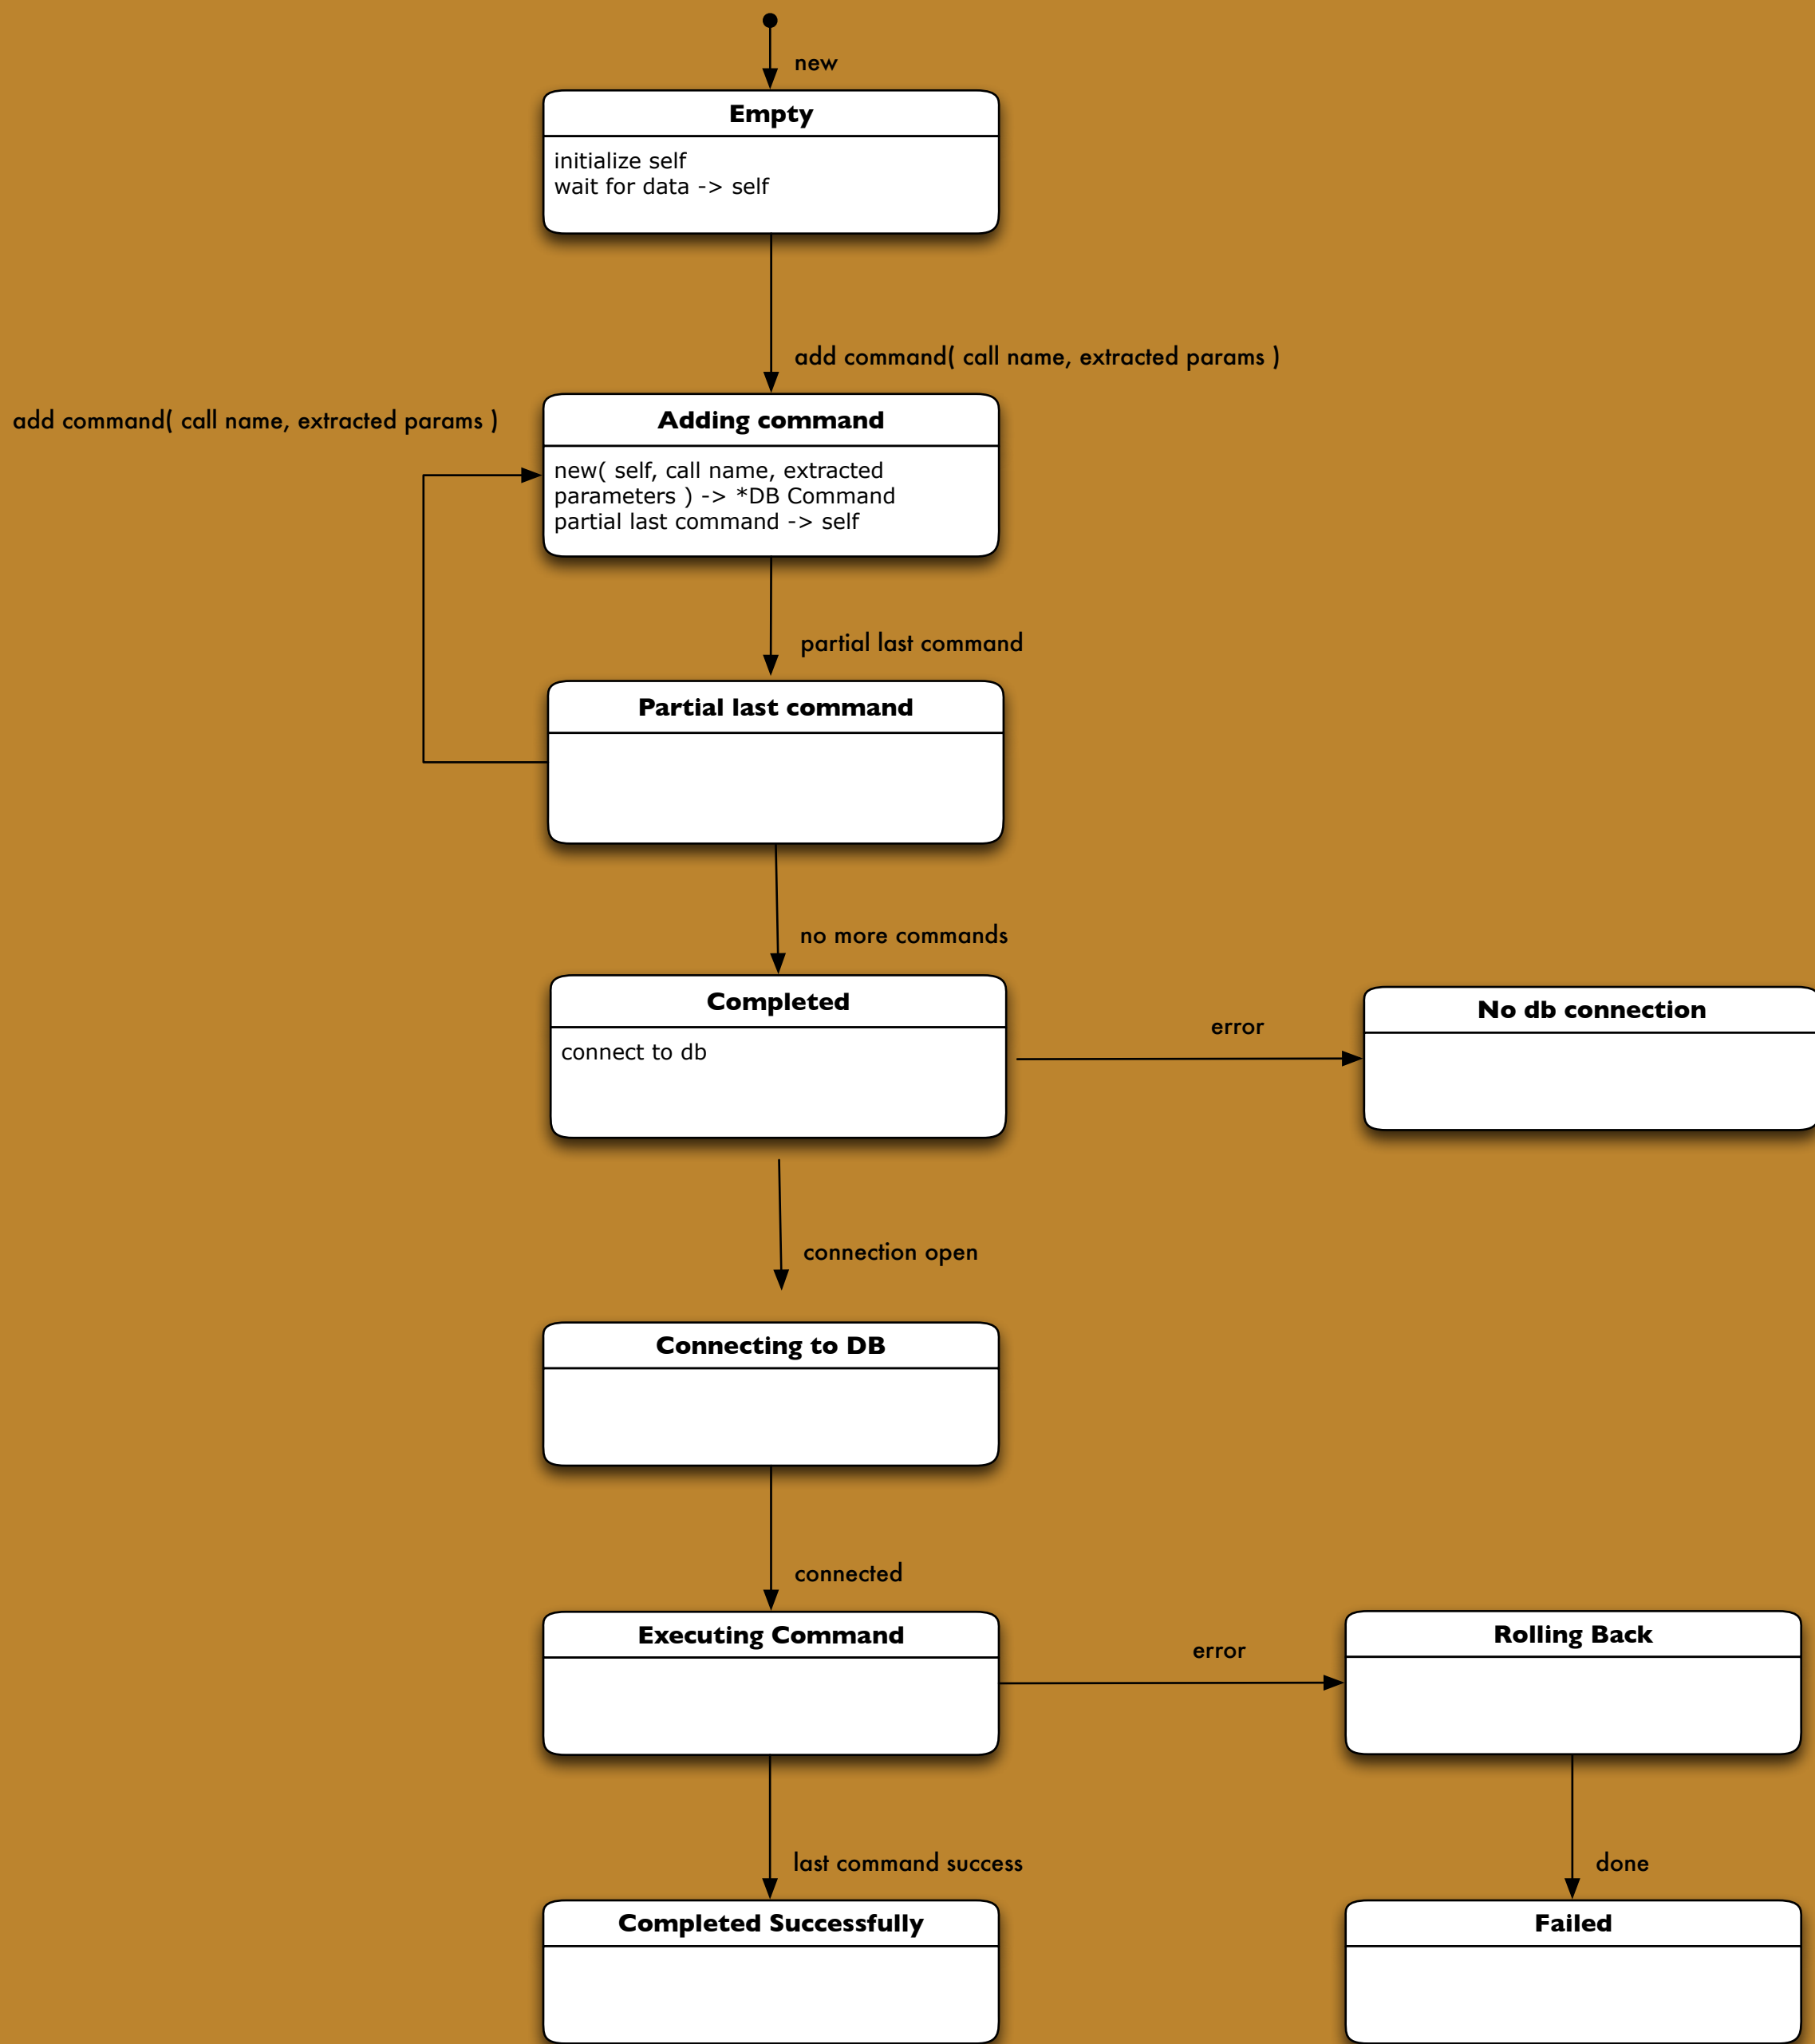 new
Empty
initialize self
wait for data -> self
add command( call name, extracted params )
add command( call name, extracted params )
Adding command
new( self, call name, extracted
parameters ) -> *DB Command
partial last command -> self
partial last command
Partial last command
no more commands
Completed
connect to db
error
No db connection
connection open
Connecting to DB
connected
Executing Command
error
Rolling Back
last command success
done
Completed Successfully
Failed